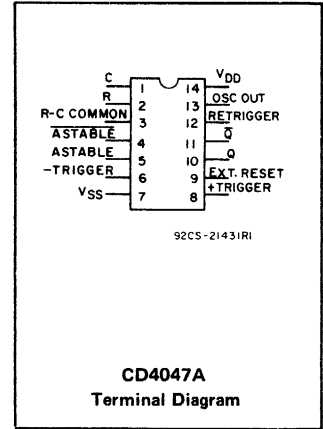 C 1 14 VDD
R 2 13 OSC OUT
R-C COMMON 3 12 RETRIGGER
ASTABLE 4 11 Q
ASTABLE 5 10 Q
-TRIGGER 6 9 EXT. RESET
VSS 7 8 +TRIGGER
92CS-21431R1
CD4047A
Terminal Diagram